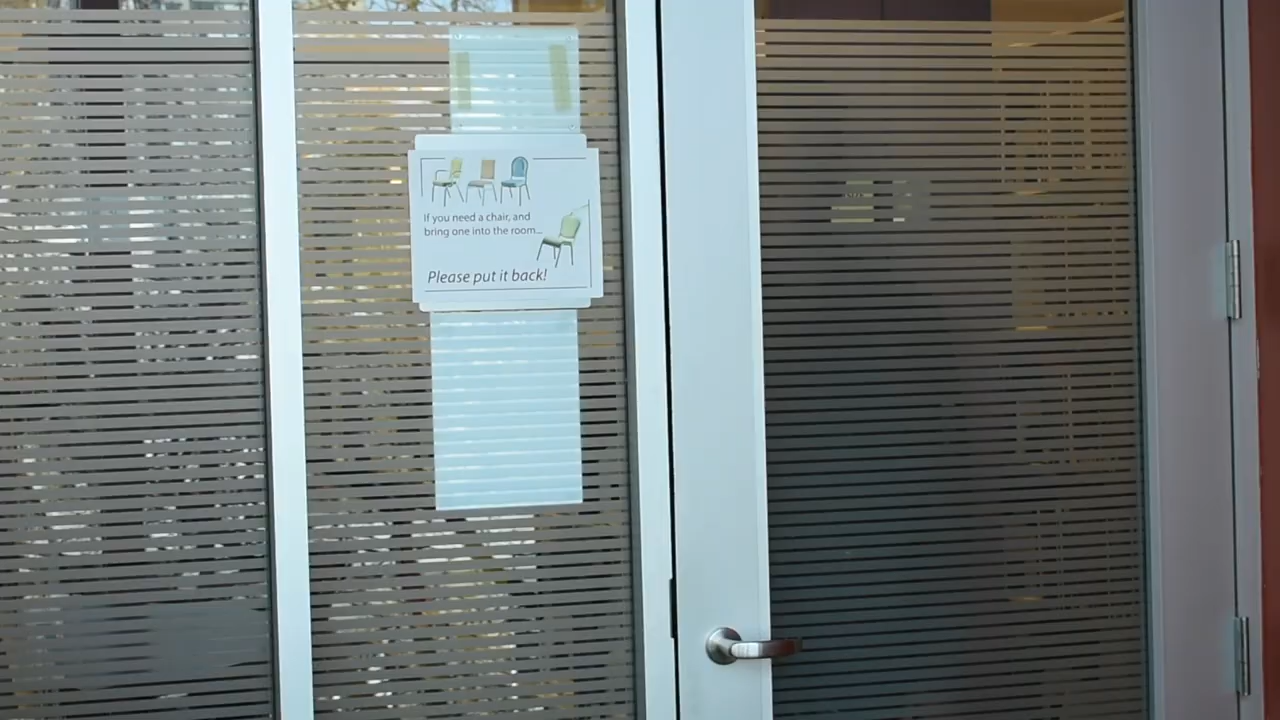 If you need a chair, and
bring one into the room...
Please put it back!